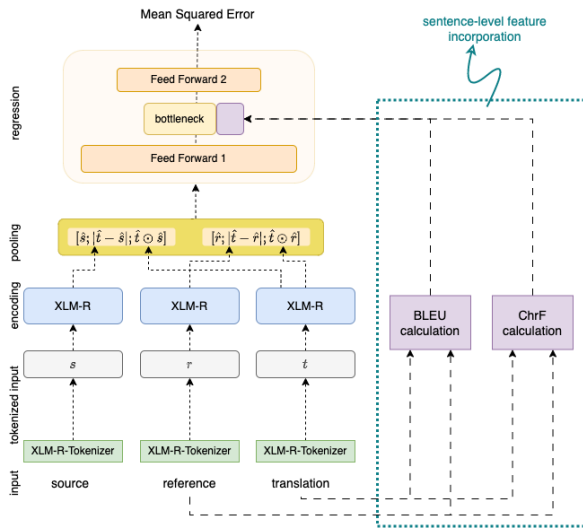 Mean Squared Error
sentence-level feature
incorporation
regression
Feed Forward 2
bottleneck
Feed Forward 1
pooling
[ŝ; |t̂ − ŝ|; t̂ ⊙ ŝ]
[r̂; |t̂ − r̂|; t̂ ⊙ r̂]
encoding
XLM-R
XLM-R
XLM-R
BLEU
calculation
ChrF
calculation
tokenized input
s
r
t
input
XLM-R-Tokenizer
XLM-R-Tokenizer
XLM-R-Tokenizer
source
reference
translation